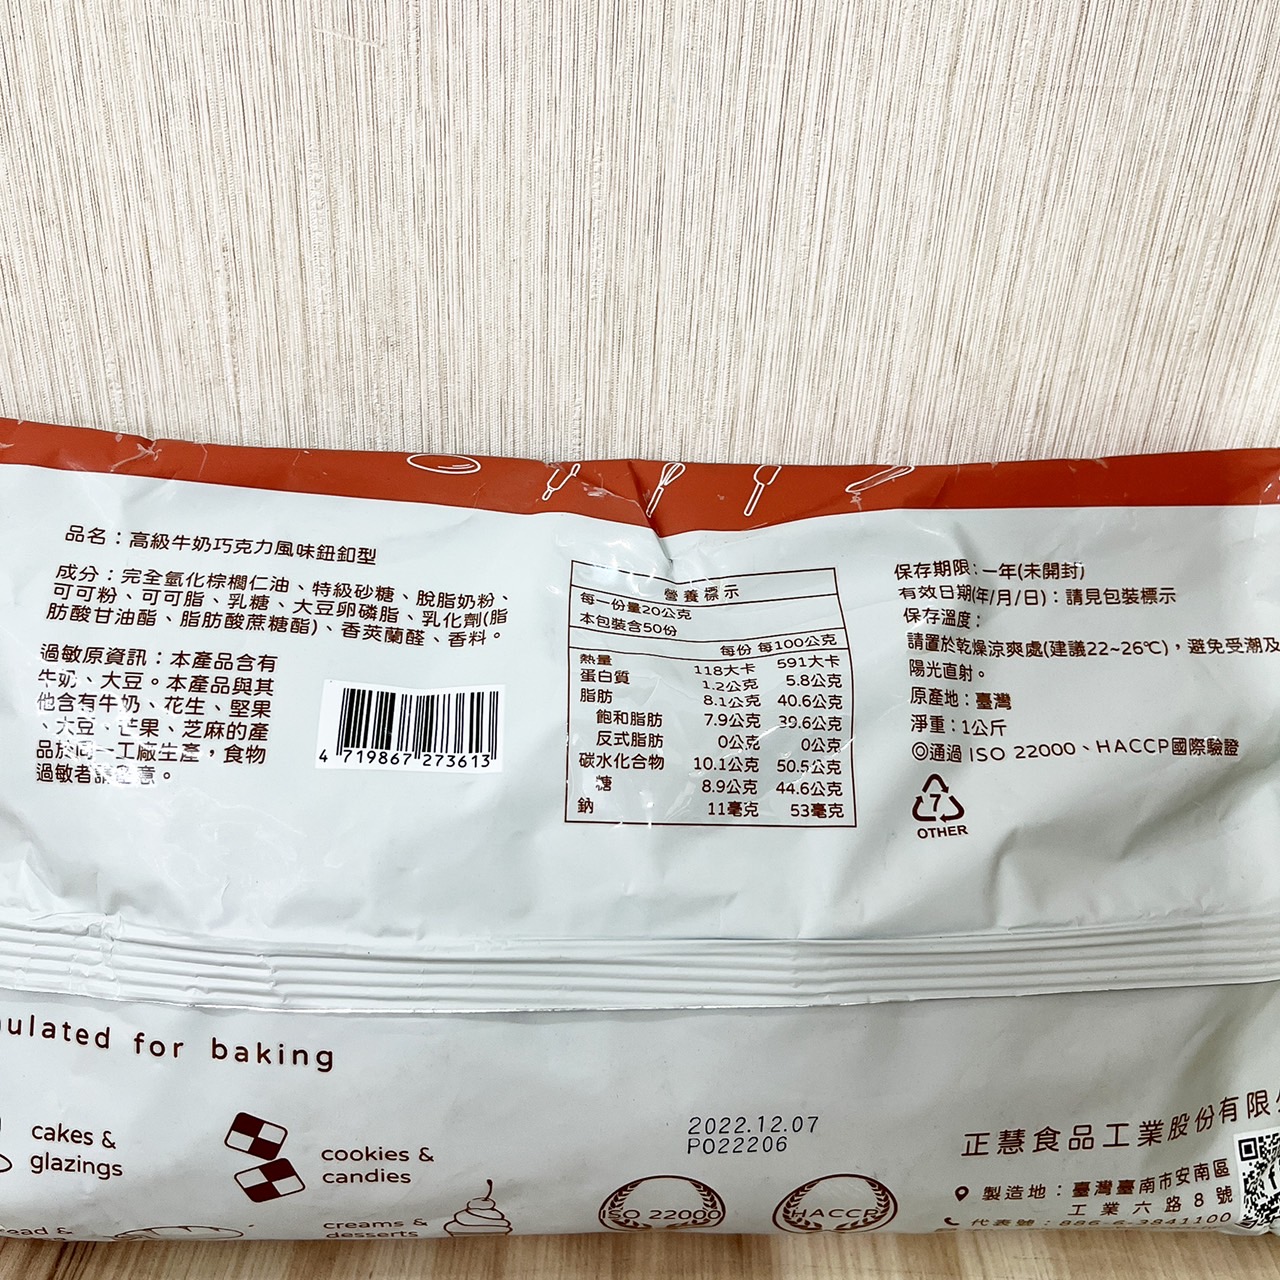 品名：高級牛奶巧克力風味鈕釦型
成分：完全氫化棕櫚仁油、特級砂糖、脫脂奶粉、
可可粉、可可脂、乳糖、大豆卵磷脂、乳化劑(脂
肪酸甘油酯、脂肪酸蔗糖酯)、香莢蘭醛、香料。
過敏原資訊：本產品含有
牛奶、大豆。本產品與其
他含有牛奶、花生、堅果
、大豆、芒果、芝麻的產
品於同一工廠生產，食物
過敏者請注意。
4 719867 273613
營養標示
每一份量20公克
本包裝含50份
每份 每100公克
熱量 118大卡 591大卡
蛋白質 1.2公克 5.8公克
脂肪 8.1公克 40.6公克
飽和脂肪 7.9公克 39.6公克
反式脂肪 0公克 0公克
碳水化合物 10.1公克 50.5公克
糖 8.9公克 44.6公克
鈉 11毫克 53毫克
保存期限：一年(未開封)
有效日期(年/月/日)：請見包裝標示
保存溫度：
請置於乾燥涼爽處(建議22~26℃)，避免受潮及
陽光直射。
原產地：臺灣
淨重：1公斤
◎通過 ISO 22000、HACCP國際驗證
7
OTHER
ulated for baking
cakes &
glazings
cookies &
candies
creams &
desserts
ead &
2022.12.07
P022206
ISO 22000
HACCP
正慧食品工業股份有限
製造地：臺灣臺南市安南區
工業六路8號
代表號：886-6-3841100